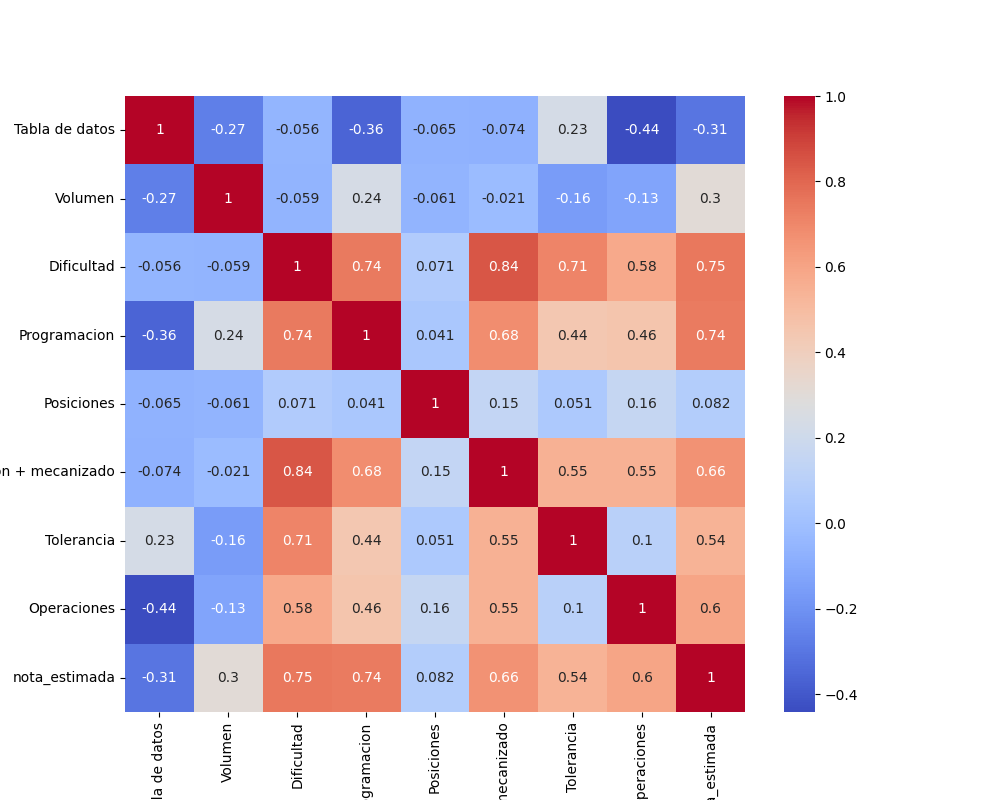 Tabla de datos 1 -0.27 -0.056 -0.36 -0.065 -0.074 0.23 -0.44 -0.31
Volumen -0.27 1 -0.059 0.24 -0.061 -0.021 -0.16 -0.13 0.3
Dificultad -0.056 -0.059 1 0.74 0.071 0.84 0.71 0.58 0.75
Programacion -0.36 0.24 0.74 1 0.041 0.68 0.44 0.46 0.74
Posiciones -0.065 -0.061 0.071 0.041 1 0.15 0.051 0.16 0.082
on + mecanizado -0.074 -0.021 0.84 0.68 0.15 1 0.55 0.55 0.66
Tolerancia 0.23 -0.16 0.71 0.44 0.051 0.55 1 0.1 0.54
Operaciones -0.44 -0.13 0.58 0.46 0.16 0.55 0.1 1 0.6
nota_estimada -0.31 0.3 0.75 0.74 0.082 0.66 0.54 0.6 1
la de datos
Volumen
Dificultad
gramacion
Posiciones
mecanizado
Tolerancia
peraciones
a_estimada
1.0
0.8
0.6
0.4
0.2
0.0
−0.2
−0.4